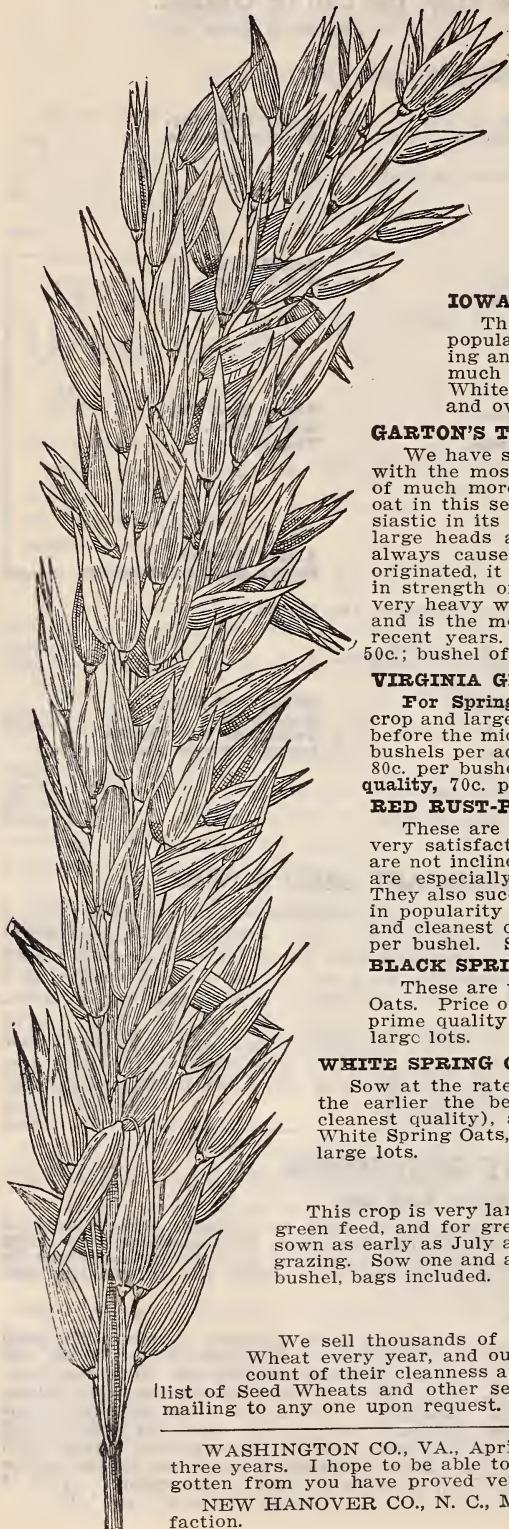 IOWA
Th
popula
ing an
much
White
and ov
GARTON'S T
We have s
with the mos
of much mor
oat in this se
siastic in its
large heads a
always cause
originated, it
in strength o
very heavy w
and is the mo
recent years.
50c.; bushel of
VIRGINIA G
For Spring
crop and large
before the mid
bushels per ac
80c. per bushe
quality, 70c. p
RED RUST-P
These are
very satisfact
are not incline
are especially
They also suc
in popularity
and cleanest o
per bushel. S
BLACK SPRI
These are
Oats. Price o
prime quality
large lots.
WHITE SPRING O
Sow at the rate
the earlier the be
cleanest quality), a
White Spring Oats,
large lots.
This crop is very lar
green feed, and for gre
sown as early as July a
grazing. Sow one and a
bushel, bags included.
We sell thousands of
Wheat every year, and ou
count of their cleanness a
list of Seed Wheats and other se
mailing to any one upon request.
WASHINGTON CO., VA., Apri
three years. I hope to be able to
gotten from you have proved ve
NEW HANOVER CO., N. C., M
faction.